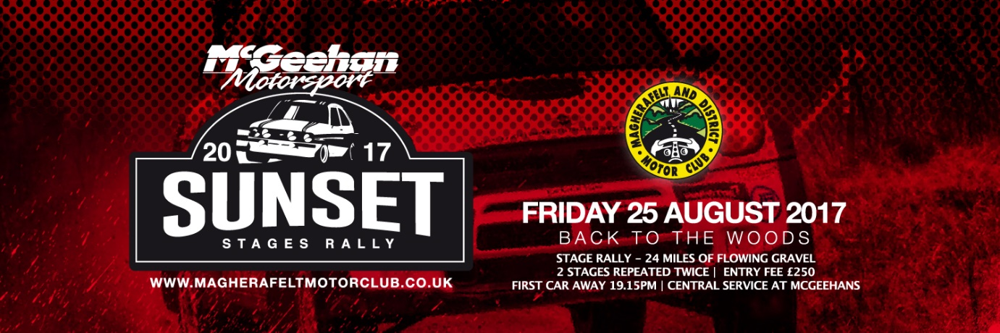 McGeehan
Motorsport
20 17
SUNSET
STAGES RALLY
WWW.MAGHERAFELTMOTORCLUB.CO.UK
MAGHERAFELT AND DISTRICT
• MOTOR CLUB •
FRIDAY 25 AUGUST 2017
BACK TO THE WOODS
STAGE RALLY – 24 MILES OF FLOWING GRAVEL
2 STAGES REPEATED TWICE | ENTRY FEE £250
FIRST CAR AWAY 19.15PM | CENTRAL SERVICE AT MCGEEHANS